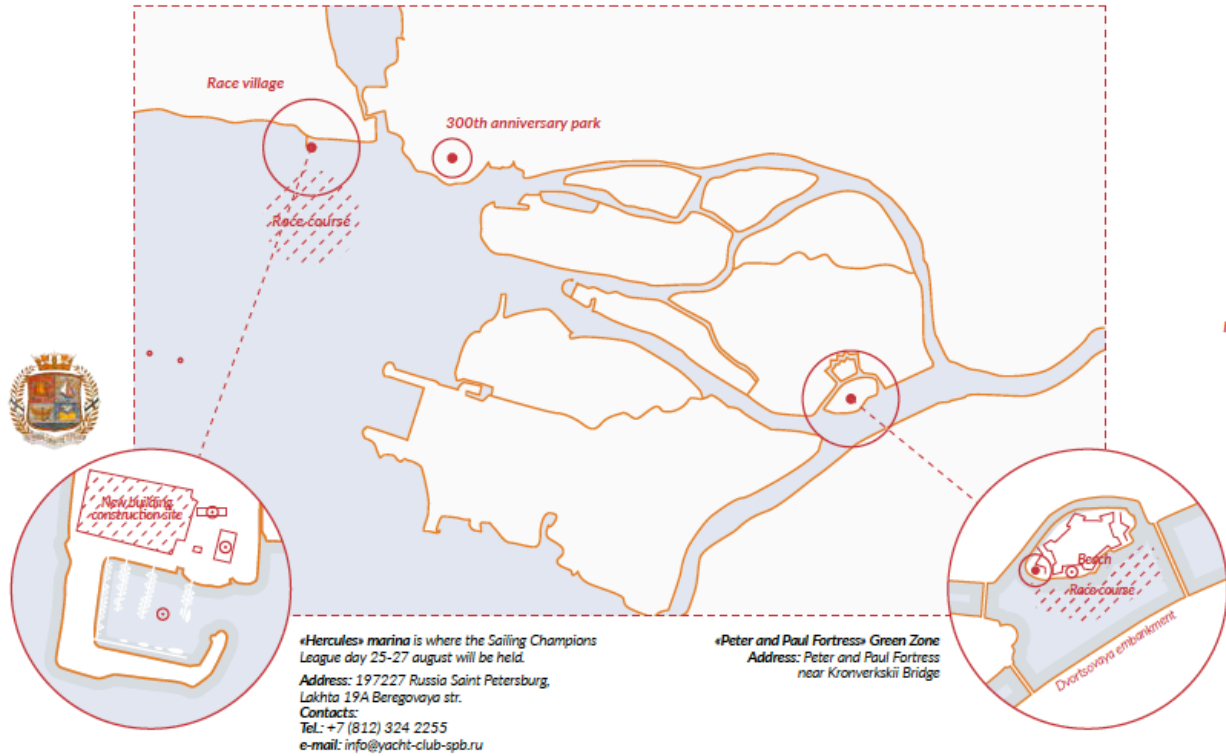 Race village
300th anniversary park
Race course
New building
construction site
Beach
Race course
Dvortsovaya embankment
«Hercules» marina is where the Sailing Champions
League day 25-27 august will be held.
Address: 197227 Russia Saint Petersburg,
Lakhta 19A Beregovaya str.
Contacts:
Tel.: +7 (812) 324 2255
e-mail: info@yacht-club-spb.ru
«Peter and Paul Fortress» Green Zone
Address: Peter and Paul Fortress
near Kronverkskii Bridge